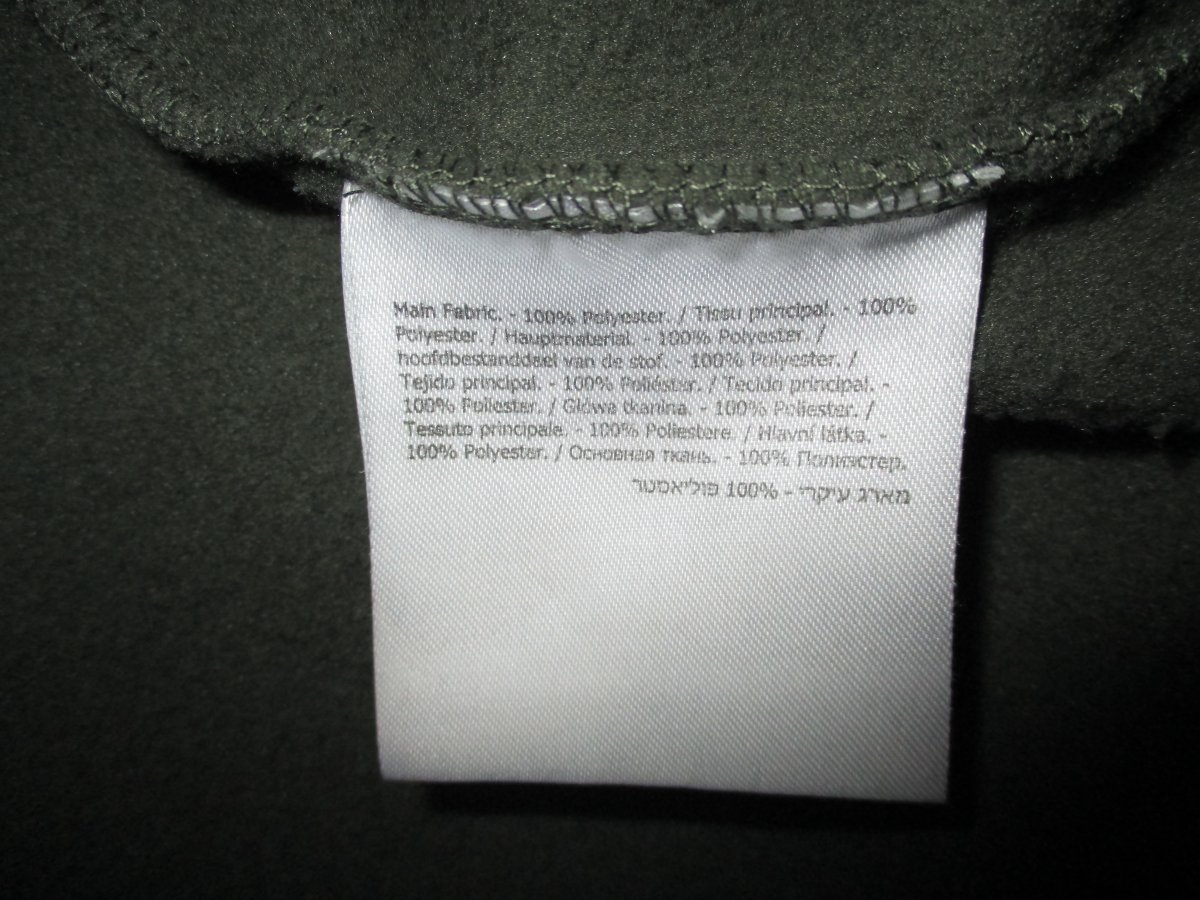 Main Fabric. - 100% Polyester. / Tissu principal. - 100%
Polyester. / Hauptmaterial. - 100% Polyester. /
hoofdbestanddeel van de stof. - 100% Polyester. /
Tejido principal. - 100% Poliéster. / Tecido principal. -
100% Poliester. / Główa tkanina. - 100% Poliester. /
Tessuto principale. - 100% Poliestere. / Hlavní látka. -
100% Polyester. / Основная ткань. - 100% Полиэстер.
מארג עיקרי - 100% פוליאסטר